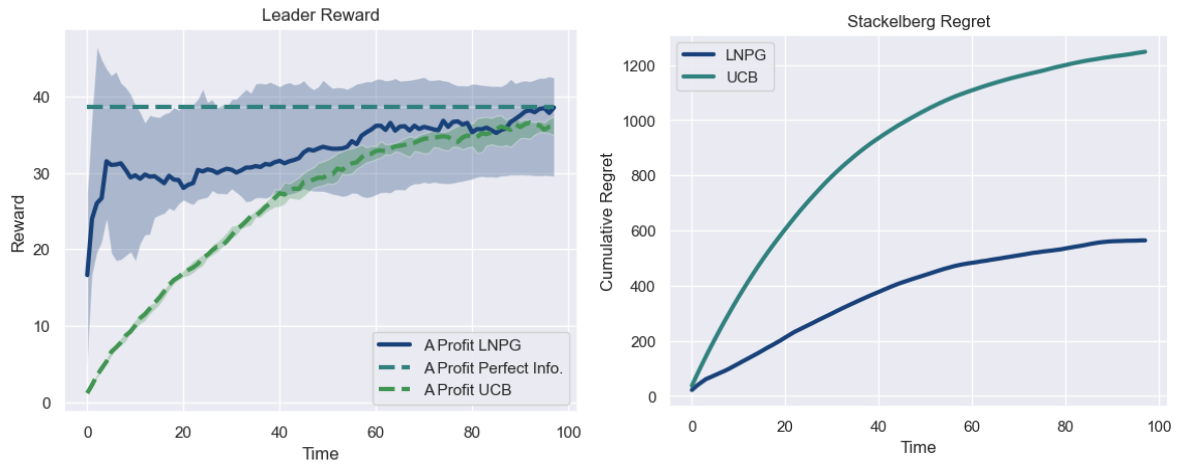 Leader Reward
Reward
40
30
20
10
0
A Profit LNPG
A Profit Perfect Info.
A Profit UCB
0 20 40 60 80 100
Time
Stackelberg Regret
LNPG
UCB
Cumulative Regret
1200
1000
800
600
400
200
0
0 20 40 60 80 100
Time